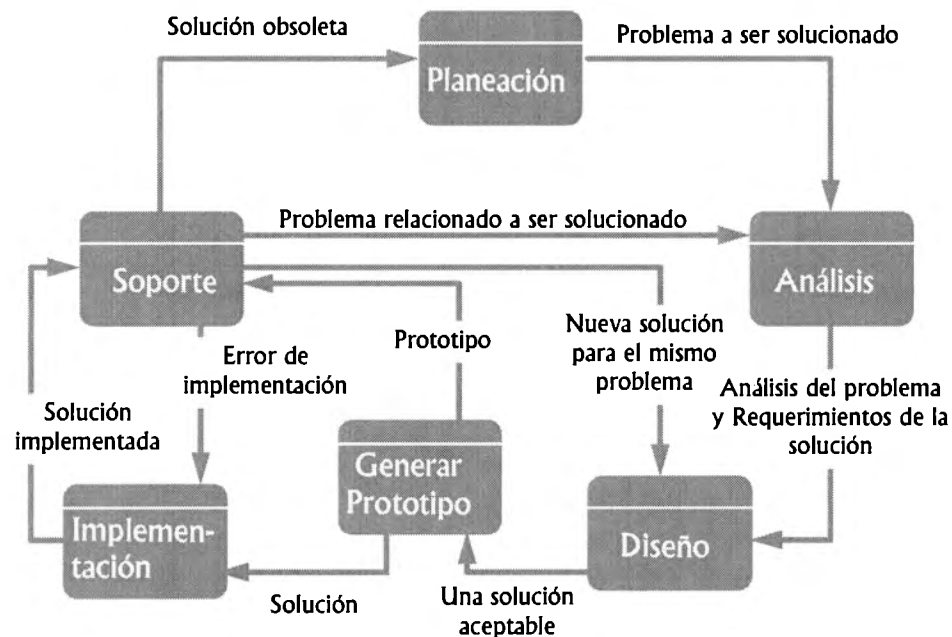 Solución obsoleta
Planeación
Problema a ser solucionado
Problema relacionado a ser solucionado
Soporte
Análisis
Error de
implementación
Prototipo
Nueva solución
para el mismo
problema
Análisis del problema
y Requerimientos de la
solución
Solución
implementada
Generar
Prototipo
Implemen-
tación
Diseño
Solución
Una solución
aceptable